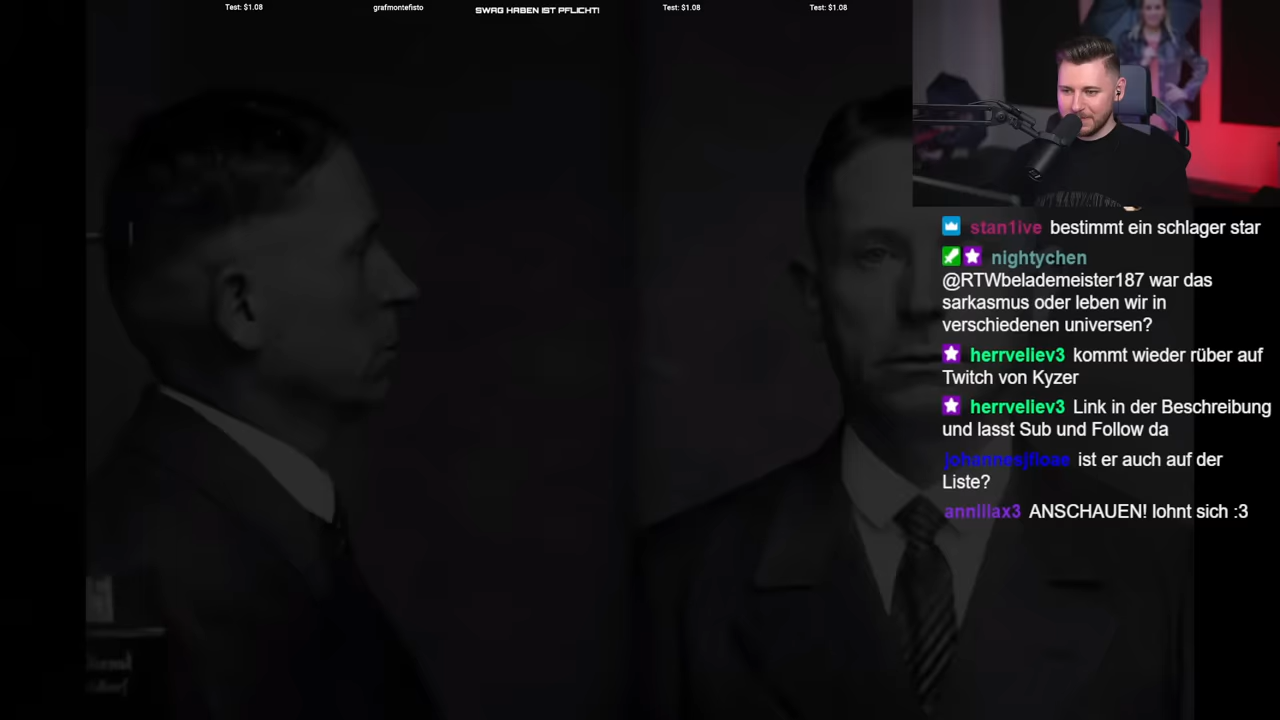 Test: $1.08
grafmontefisto
SWAG HABEN IST PFLICHT!
Test: $1.08
Test: $1.08
stan1ive bestimmt ein schlager star
nightychen
@RTWbelademeister187 war das
sarkasmus oder leben wir in
verschiedenen universen?
herrveliev3 kommt wieder rüber auf
Twitch von Kyzer
herrveliev3 Link in der Beschreibung
und lasst Sub und Follow da
johannesjfloae ist er auch auf der
Liste?
ANSCHAUEN! lohnt sich :3